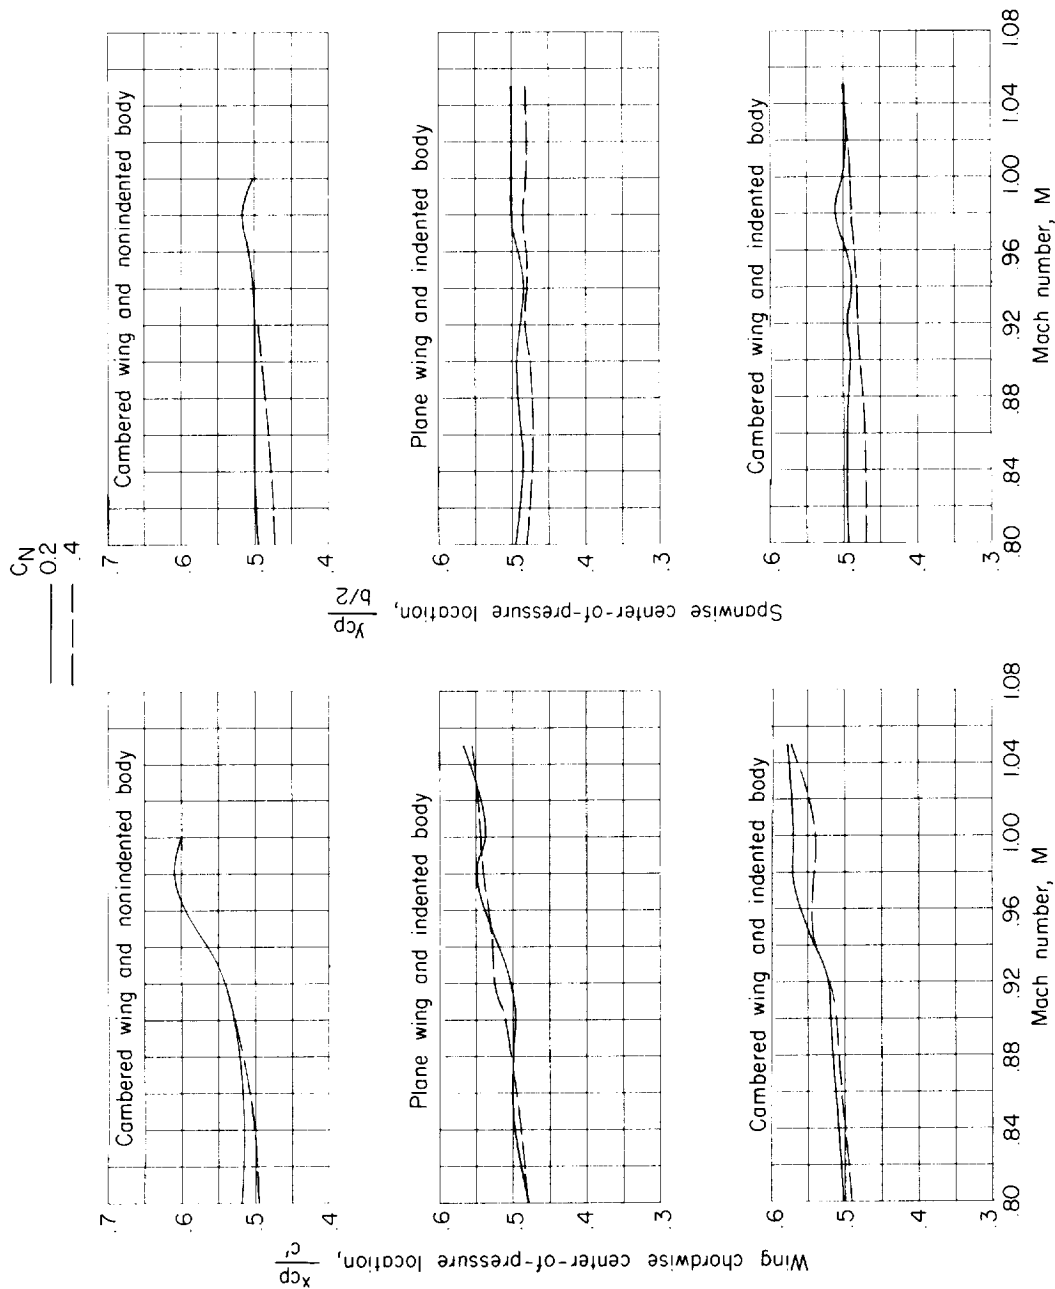 C_N
0.2
.4
Cambered wing and nonindented body
.7
.6
.5
.4
Plane wing and indented body
.6
.5
.4
.3
Cambered wing and indented body
.6
.5
.4
.3
.80 .84 .88 .92 .96 1.00 1.04 1.08
Mach number, M
Wing chordwise center-of-pressure location, x_cp/c'
Cambered wing and nonindented body
.7
.6
.5
.4
Plane wing and indented body
.6
.5
.4
.3
Cambered wing and indented body
.6
.5
.4
.3
.80 .84 .88 .92 .96 1.00 1.04 1.08
Mach number, M
Spanwise center-of-pressure location, y_cp/b/2